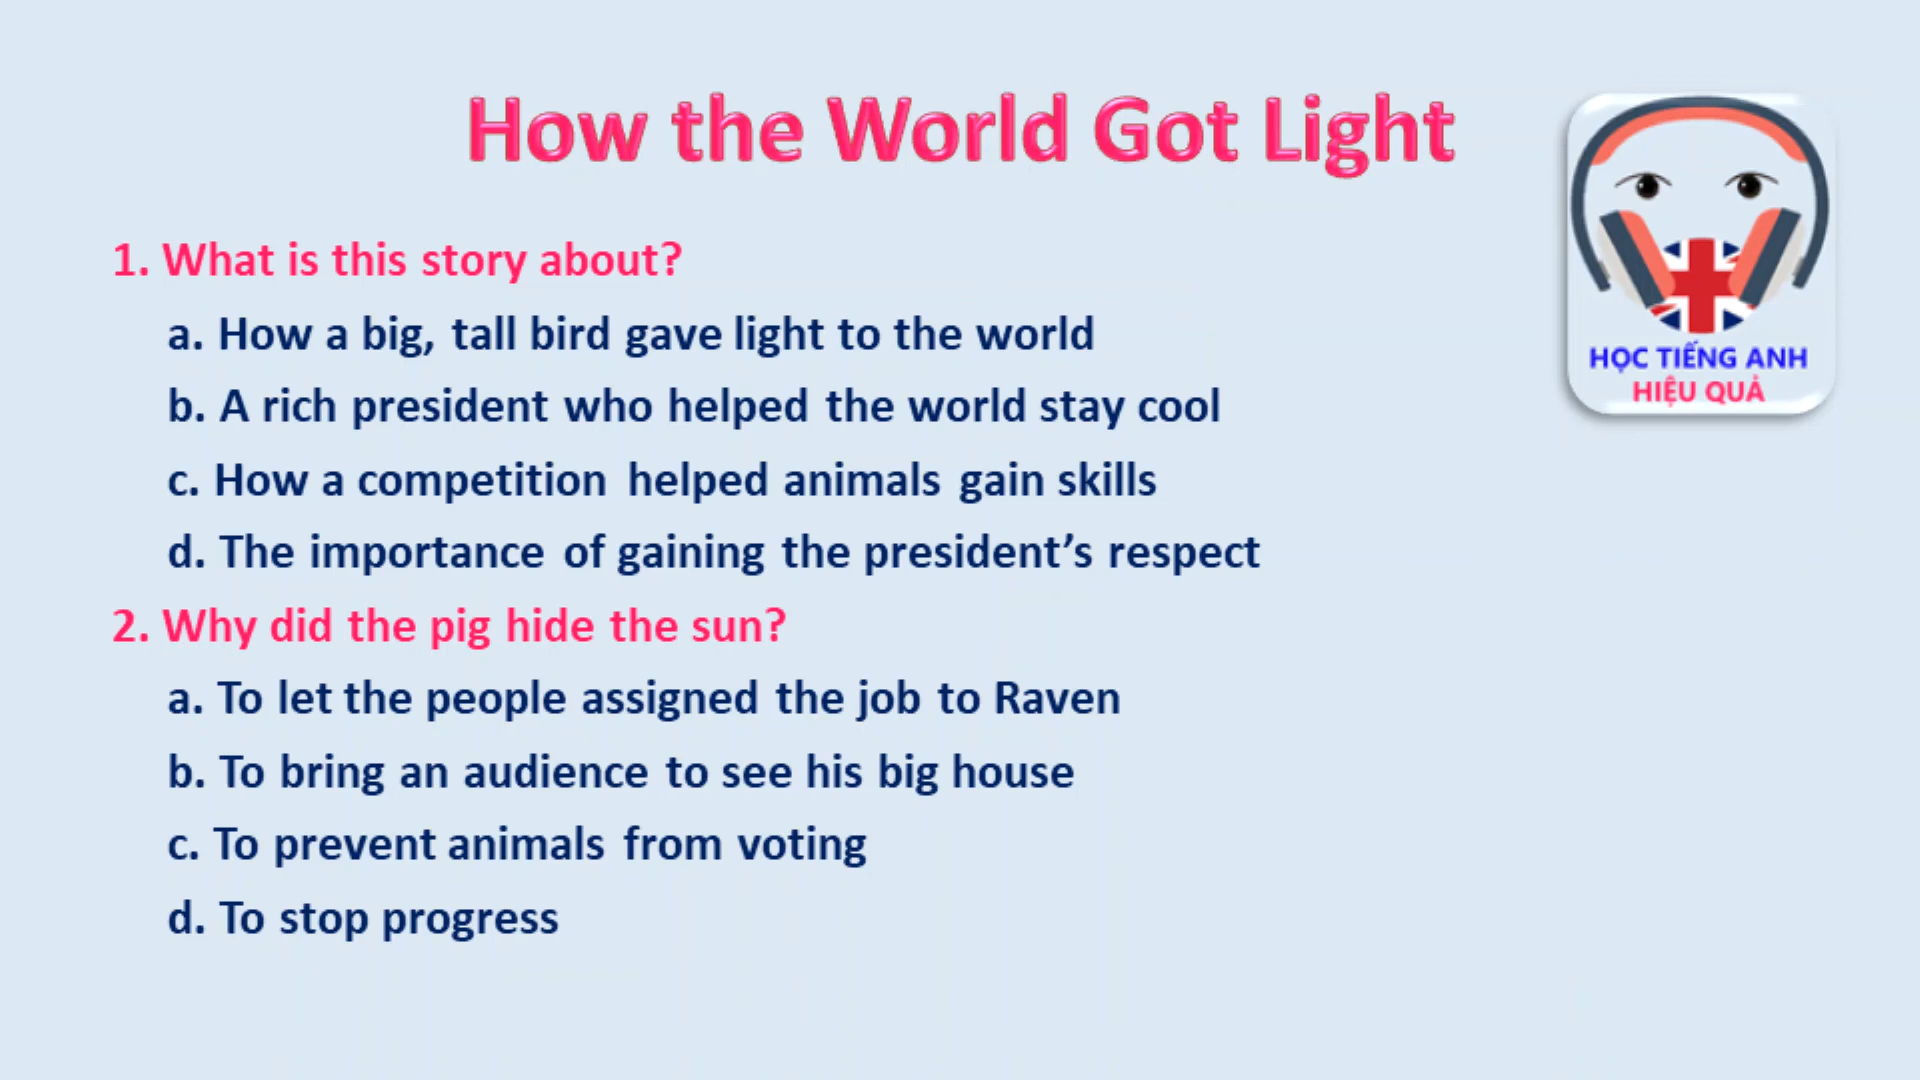 How the World Got Light
1. What is this story about?
a. How a big, tall bird gave light to the world
b. A rich president who helped the world stay cool
c. How a competition helped animals gain skills
d. The importance of gaining the president's respect
2. Why did the pig hide the sun?
a. To let the people assigned the job to Raven
b. To bring an audience to see his big house
c. To prevent animals from voting
d. To stop progress
HỌC TIẾNG ANH
HIỆU QUẢ